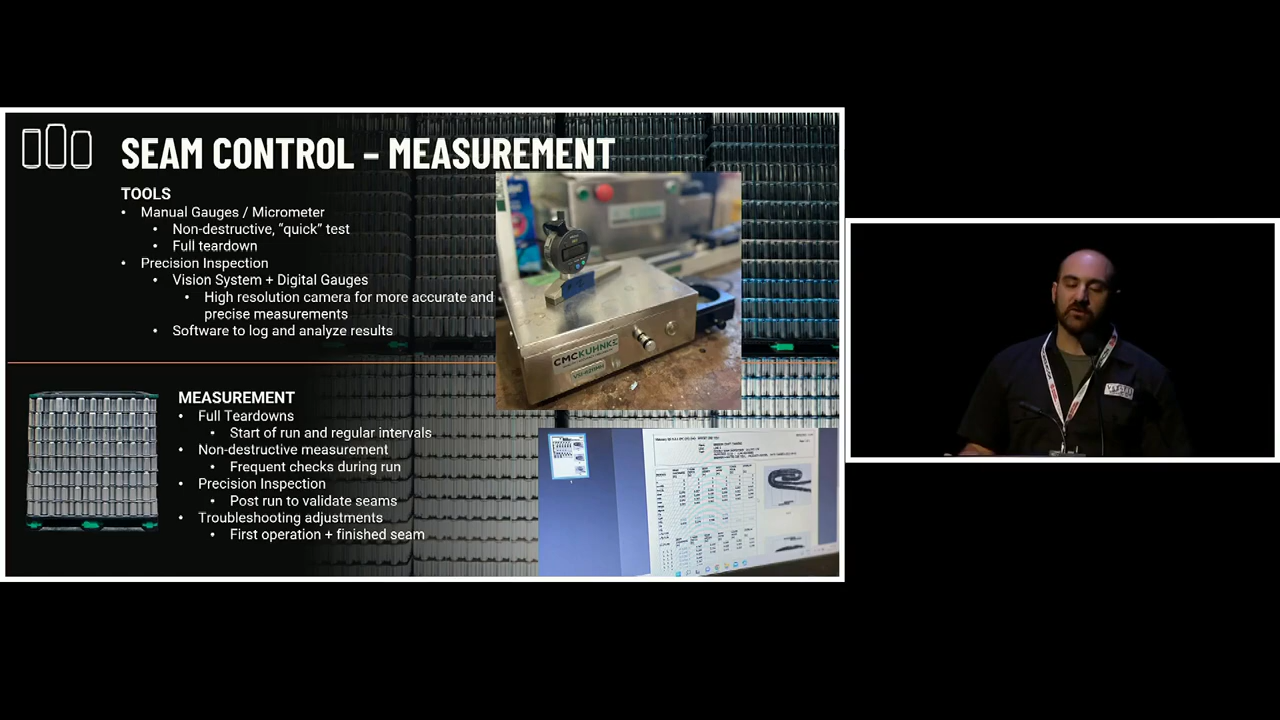 SEAM CONTROL – MEASUREMENT
TOOLS
• Manual Gauges / Micrometer
• Non-destructive, "quick" test
• Full teardown
• Precision Inspection
• Vision System + Digital Gauges
• High resolution camera for more accurate and
precise measurements
• Software to log and analyze results
CMCKUHNKE
MEASUREMENT
• Full Teardowns
• Start of run and regular intervals
• Non-destructive measurement
• Frequent checks during run
• Precision Inspection
• Post run to validate seams
• Troubleshooting adjustments
• First operation + finished seam